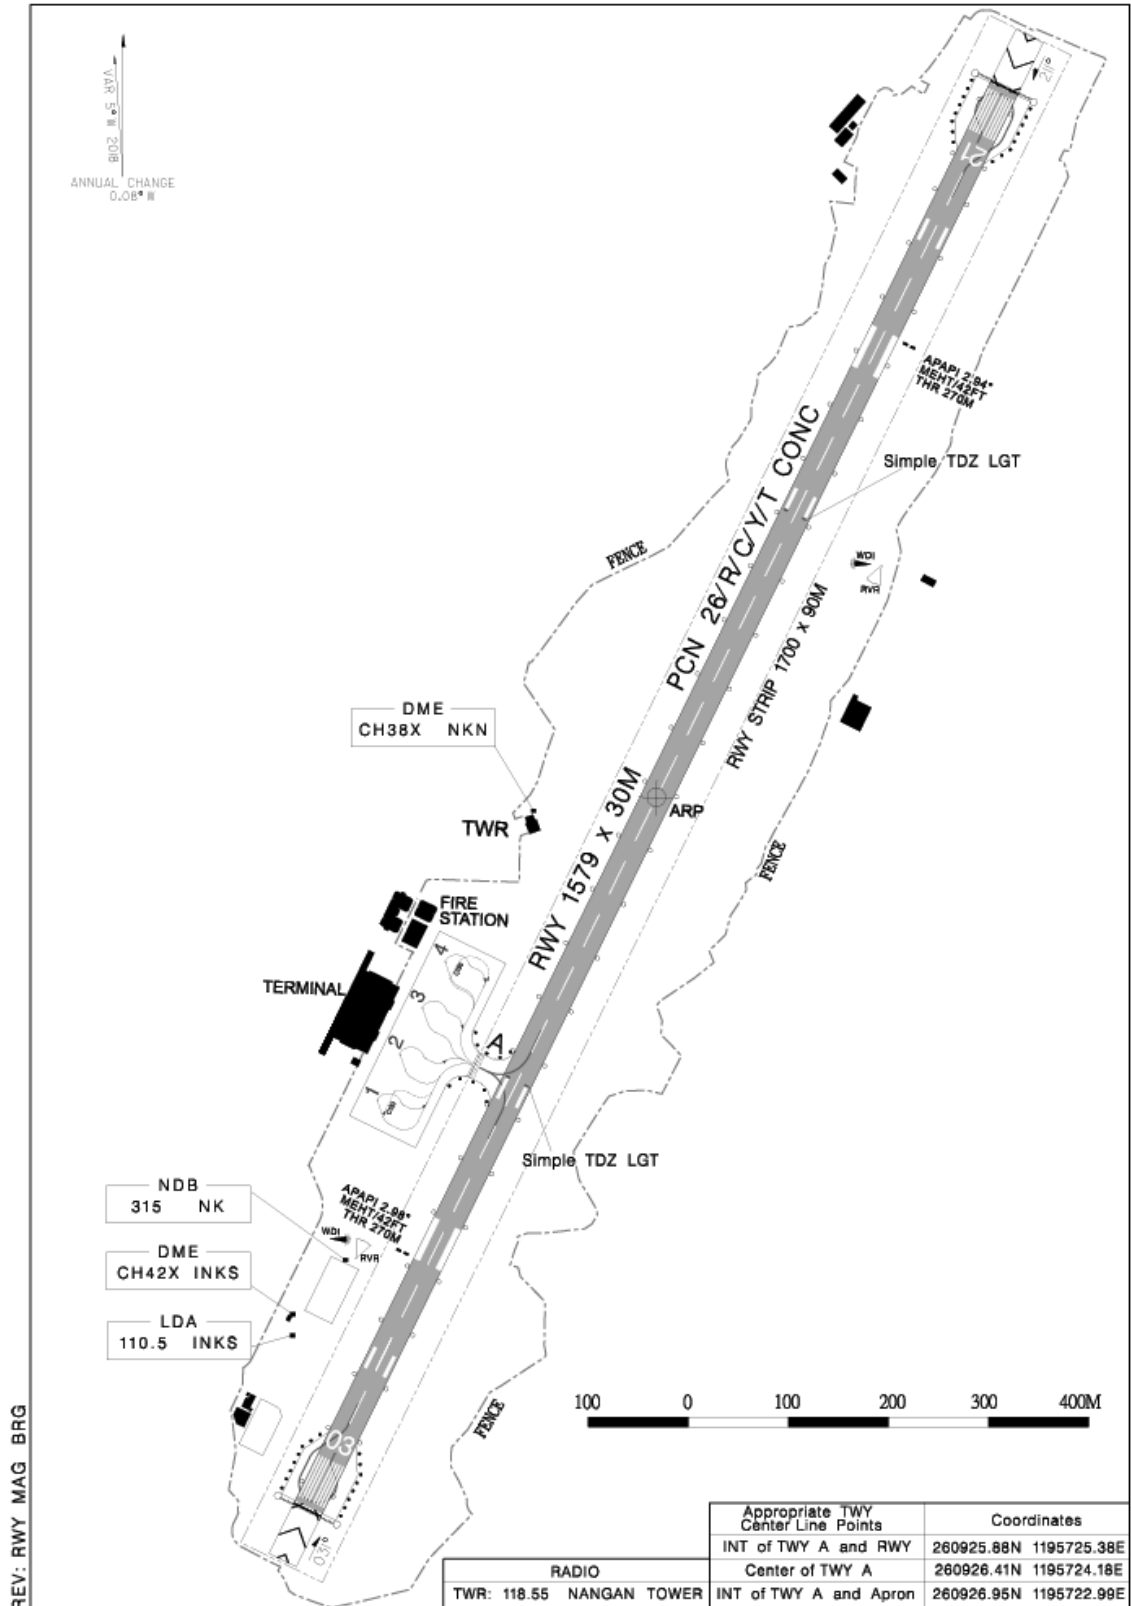 VAR 5° W 2018
ANNUAL CHANGE
0.08° W
211°
21
APAPI 2.94°
MEHT/42FT
THR 270M
Simple TDZ LGT
PCN 26/R/C/Y/T CONC
FENCE
WDI
RVR
RWY STRIP 1700 X 90M
DME
CH38X NKN
RWY 1579 X 30M
ARP
TWR
FENCE
FIRE
STATION
TERMINAL
4
3
2
1
A
Simple TDZ LGT
NDB
315 NK
APAPI 2.98°
MEHT/42FT
THR 270M
WDI
RVR
DME
CH42X INKS
LDA
110.5 INKS
100 0 100 200 300 400M
FENCE
03
031°
REV: RWY MAG BRG
Appropriate TWY
Center Line Points
Coordinates
INT of TWY A and RWY 260925.88N 1195725.38E
Center of TWY A 260926.41N 1195724.18E
INT of TWY A and Apron 260926.95N 1195722.99E
RADIO
TWR: 118.55 NANGAN TOWER